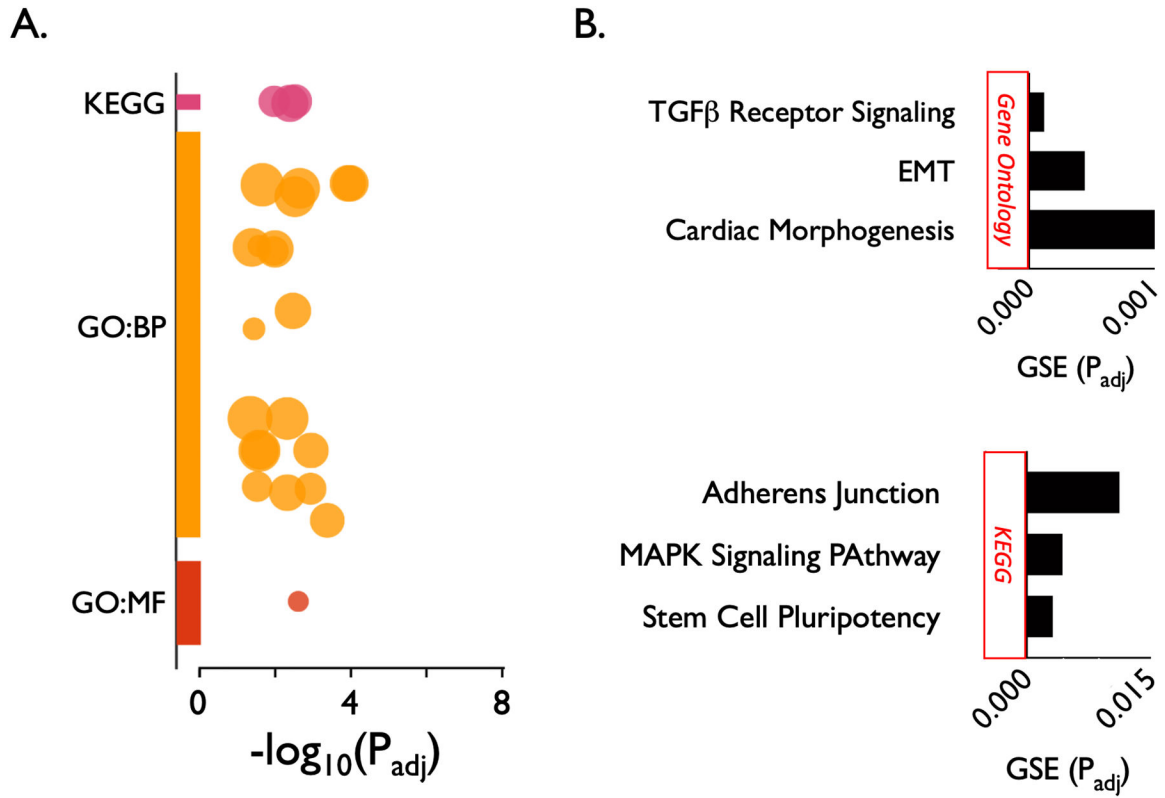 A.
KEGG
GO:BP
GO:MF
0 4 8
-log10(Padj)
B.
TGFβ Receptor Signaling
EMT
Cardiac Morphogenesis
Gene Ontology
0.000 0.001
GSE (Padj)
Adherens Junction
MAPK Signaling PAthway
Stem Cell Pluripotency
KEGG
0.000 0.015
GSE (Padj)